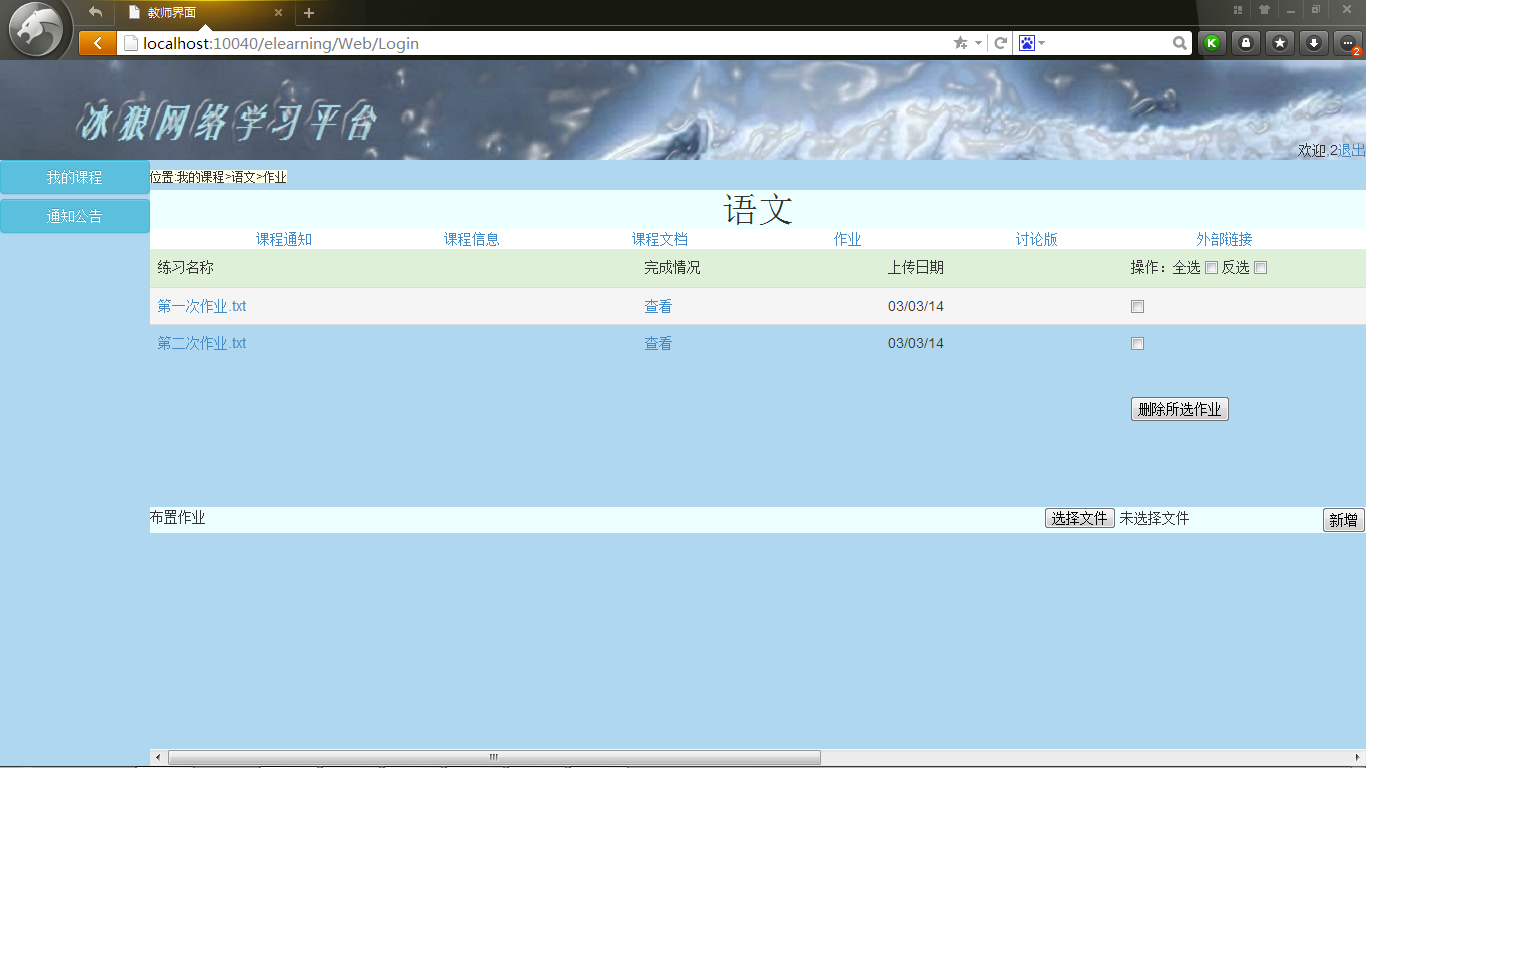 教师界面
localhost:10040/elearning/Web/Login
2
冰狼网络学习平台
欢迎,2退出
我的课程
通知公告
位置:我的课程>语文>作业
语文
课程通知 课程信息 课程文档 作业 讨论版 外部链接
练习名称 完成情况 上传日期 操作：全选 反选
第一次作业.txt 查看 03/03/14
第二次作业.txt 查看 03/03/14
删除所选作业
布置作业 选择文件 未选择文件 新增